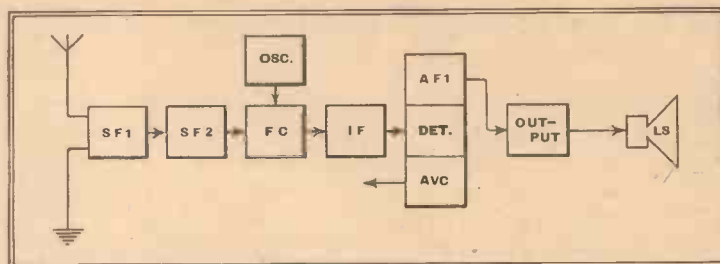 OSC.
AF1
SF1
SF2
FC
IF
DET.
OUT-
PUT
LS
AVC